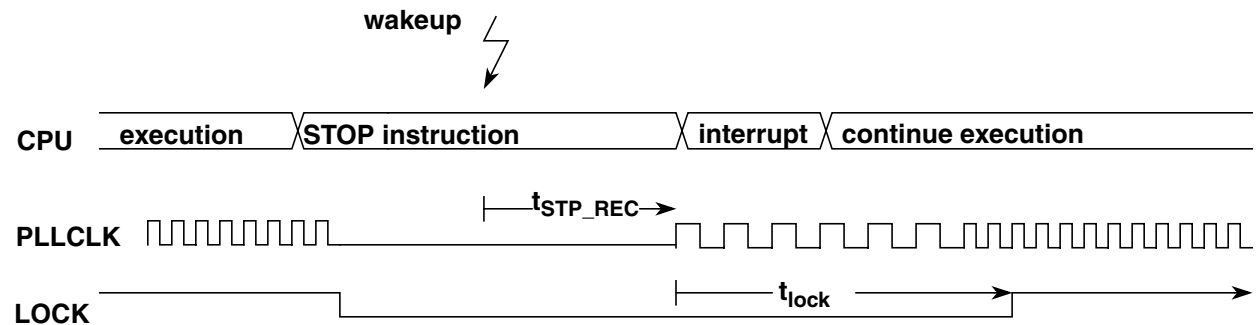 wakeup
CPU execution STOP instruction interrupt continue execution
tSTP_REC
PLLCLK
tlock
LOCK